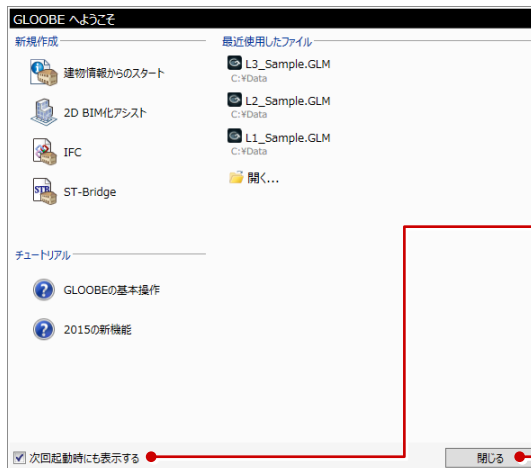 GLOOBE へようこそ
新規作成
建物情報からのスタート
2D BIM化アシスト
IFC
STB
ST-Bridge
チュートリアル
GLOOBEの基本操作
2015の新機能
最近使用したファイル
L3_Sample.GLM
C:¥Data
L2_Sample.GLM
C:¥Data
L1_Sample.GLM
C:¥Data
開く...
次回起動時にも表示する
閉じる